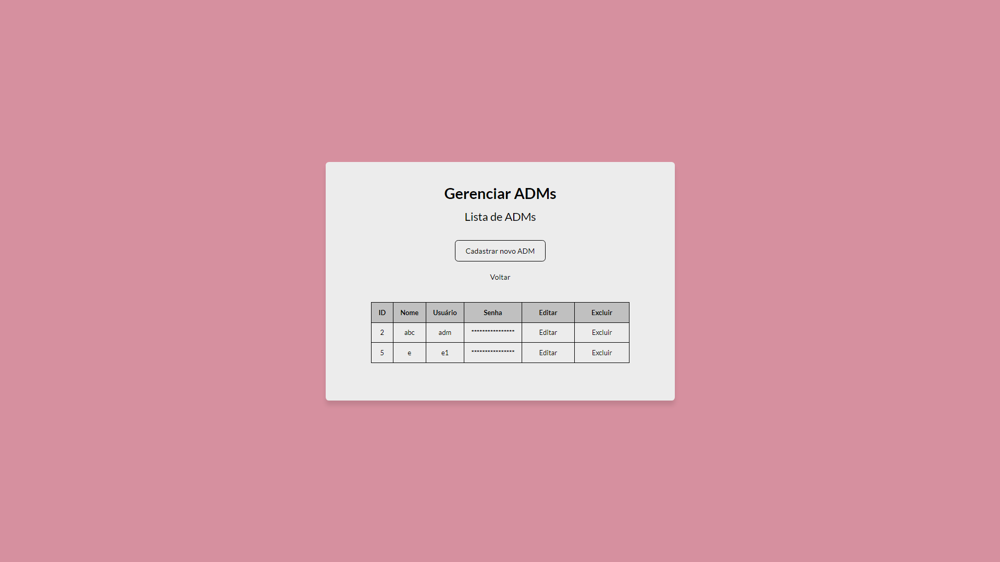 Gerenciar ADMs
Lista de ADMs
Cadastrar novo ADM
Voltar
ID Nome Usuário Senha Editar Excluir
2 abc adm **************** Editar Excluir
5 e e1 **************** Editar Excluir